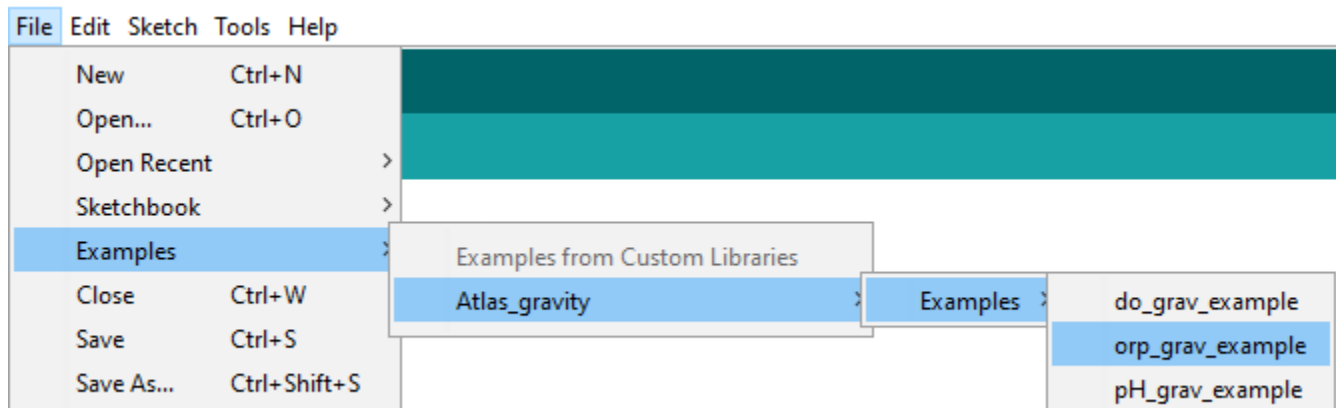 File Edit Sketch Tools Help
New Ctrl+N
Open... Ctrl+O
Open Recent >
Sketchbook >
Examples >
Close Ctrl+W
Save Ctrl+S
Save As... Ctrl+Shift+S
Examples from Custom Libraries
Atlas_gravity >
Examples >
do_grav_example
orp_grav_example
pH_grav_example